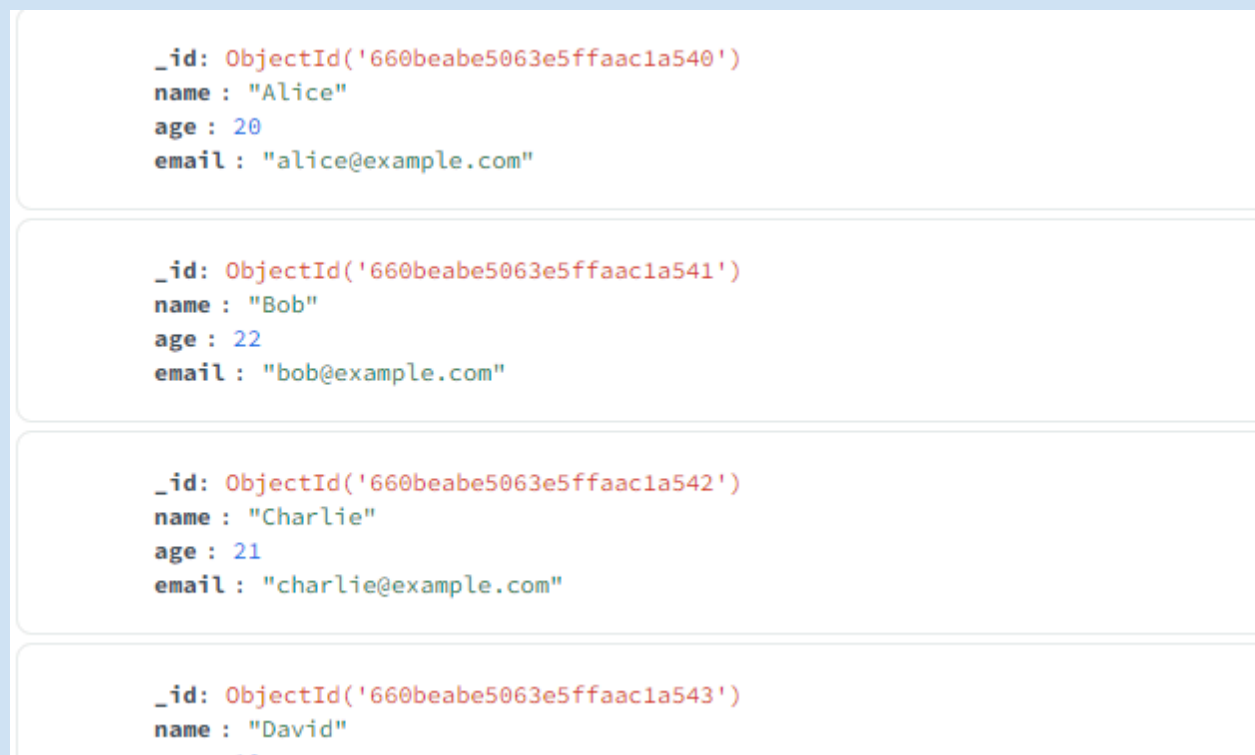 _id: ObjectId('660beabe5063e5ffaac1a540')
name : "Alice"
age : 20
email : "alice@example.com"
_id: ObjectId('660beabe5063e5ffaac1a541')
name : "Bob"
age : 22
email : "bob@example.com"
_id: ObjectId('660beabe5063e5ffaac1a542')
name : "Charlie"
age : 21
email : "charlie@example.com"
_id: ObjectId('660beabe5063e5ffaac1a543')
name : "David"